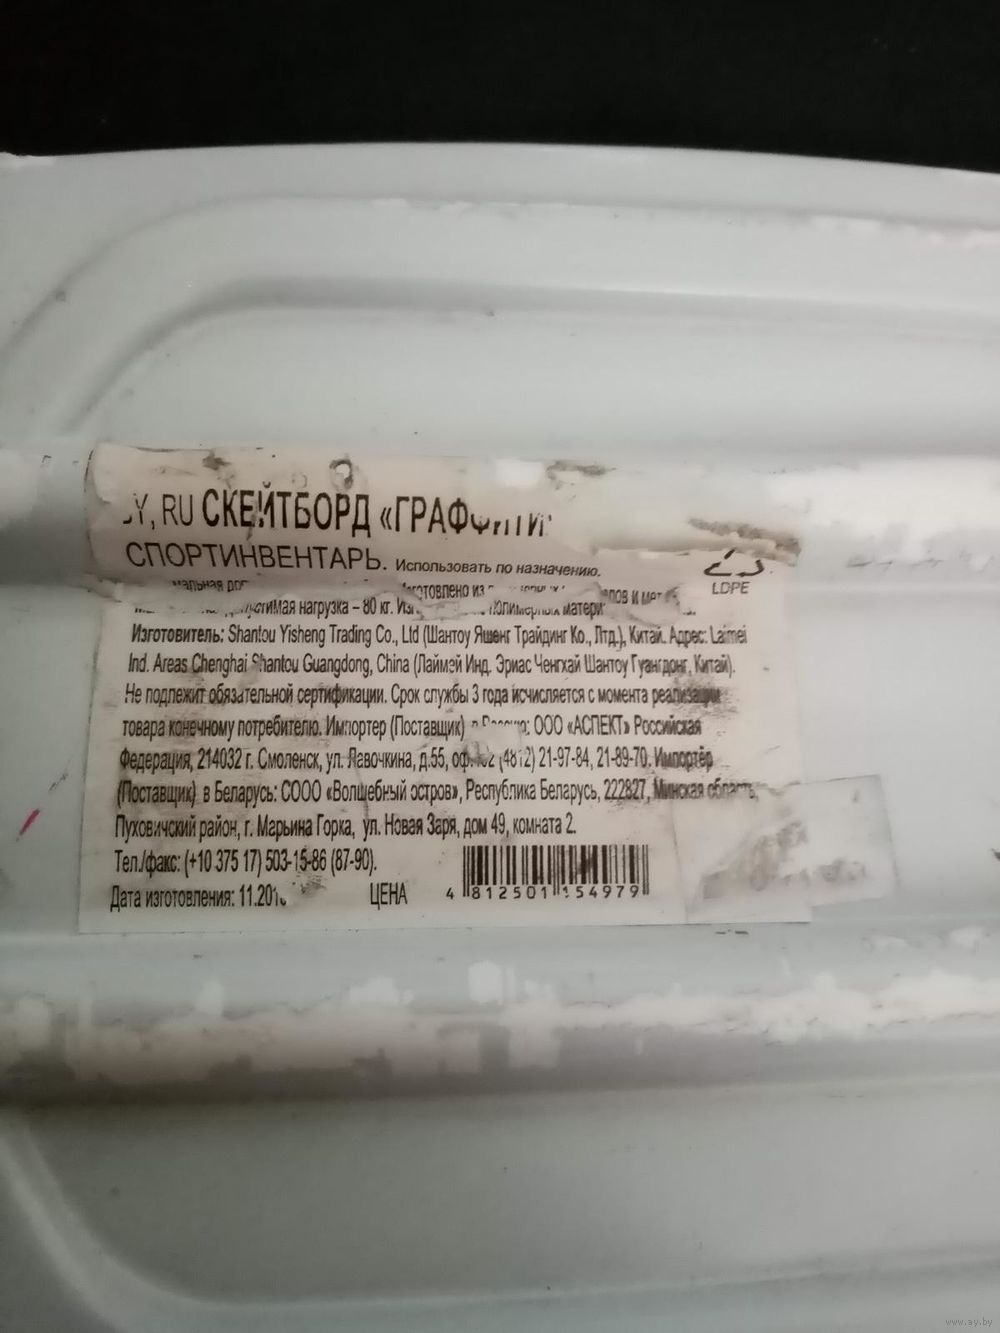 RU СКЕЙТБОРД «ГРАФФИТИ
СПОРТИНВЕНТАРЬ. Использовать по назначению.
LDPE
нагрузка – 80 кг.
Изготовитель: Shantou Yisheng Trading Co., Ltd (Шантоу Яшенг Трайдинг Ко., Лтд.), Китай. Адрес: Laimei
Ind. Areas Chenghai Shantou Guangdong, China (Лаймэй Инд. Эриас Ченгхай Шантоу Гуангдонг, Китай).
Не подлежит обязательной сертификации. Срок службы 3 года исчисляется с момента реализации
товара конечному потребителю. Импортер (Поставщик) ООО «АСПЕКТ» Российская
Федерация, 214032 г. Смоленск, ул. Лавочкина, д.55, (4812) 21-97-84, 21-89-70. Импортёр
(Поставщик) в Беларусь: СООО «Волшебный остров», Республика Беларусь, 222827, Минская область,
Пуховичский район, г. Марьина Горка, ул. Новая Заря, дом 49, комната 2.
Тел./факс: (+10 375 17) 503-15-86 (87-90).
Дата изготовления: ЦЕНА
4 812501 154979
www.ay.by